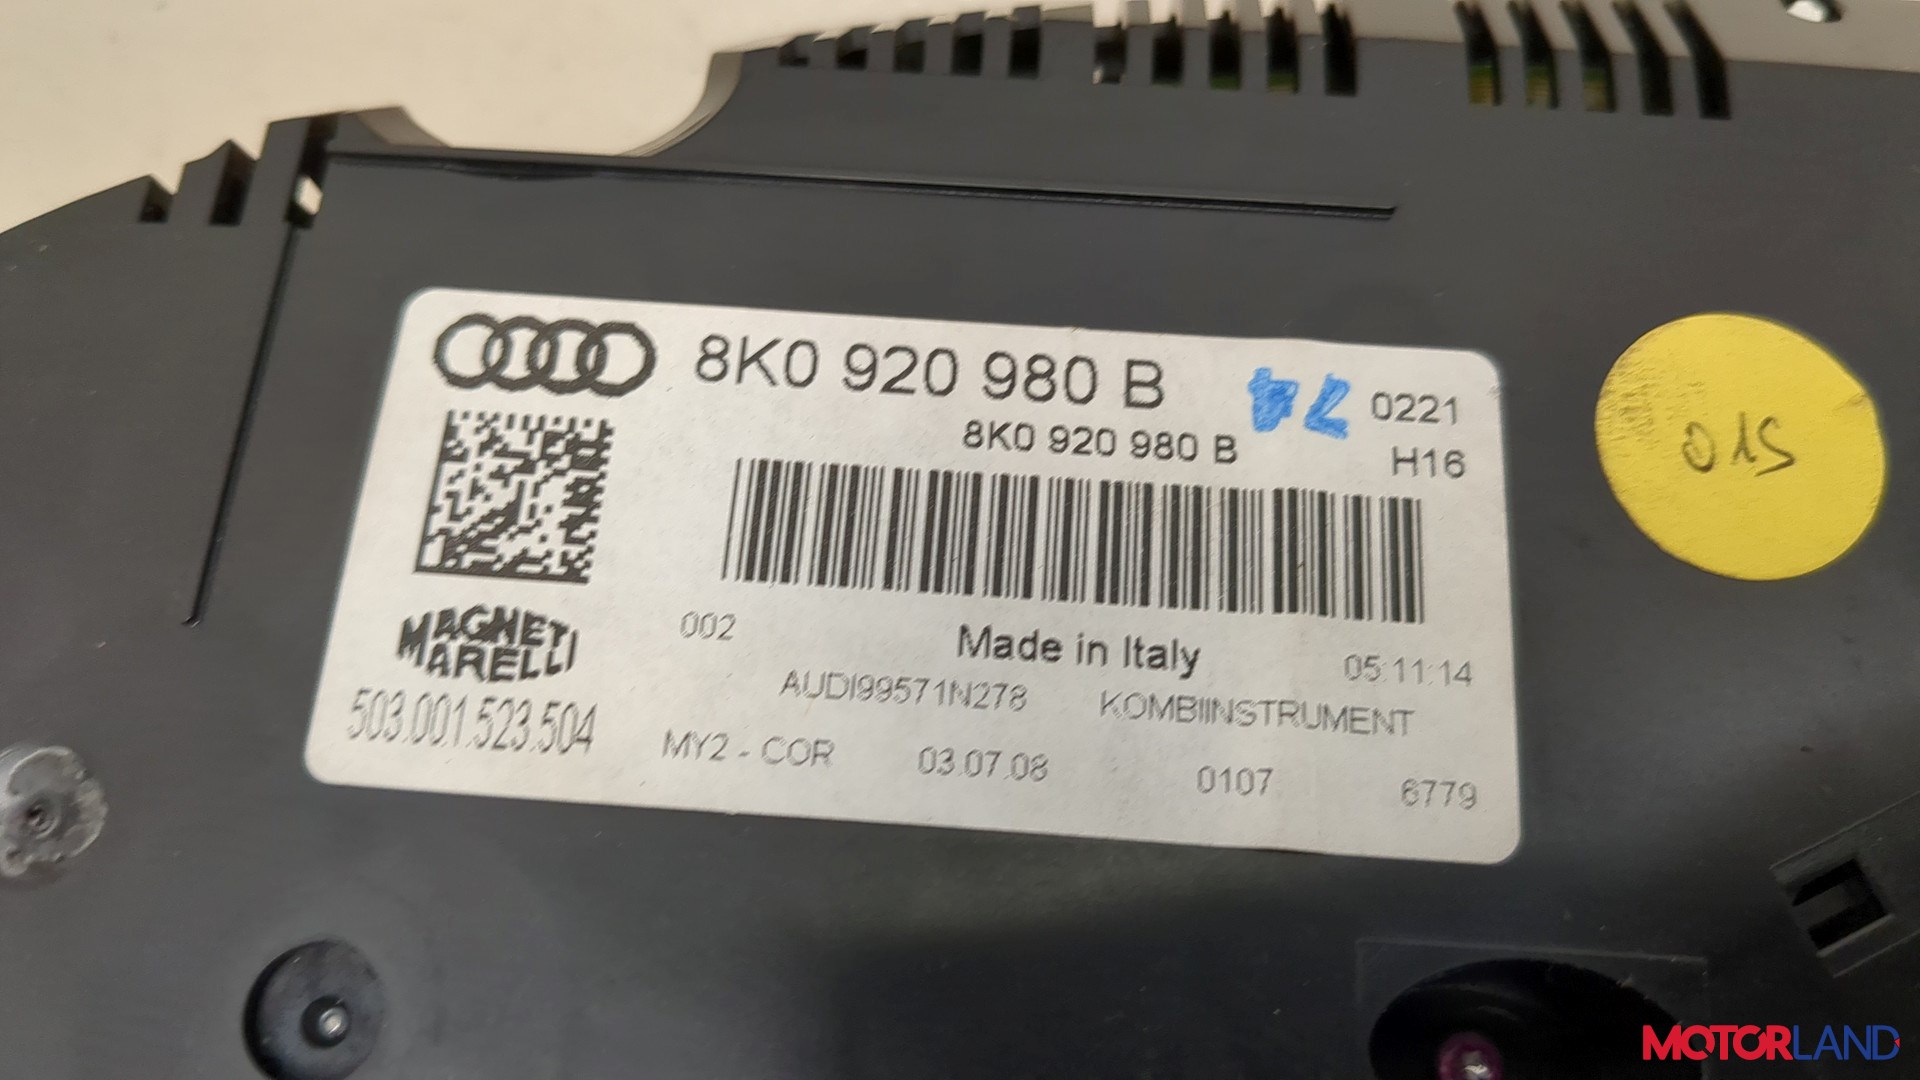 8K0 920 980 B
0221
8K0 920 980 B
H16
MAGNETI
MARELLI
503.001.523.504
002
Made in Italy
05:11:14
AUDI99571N278
KOMBIINSTRUMENT
MY2 - COR
03.07.08
0107
6779
MOTORLAND